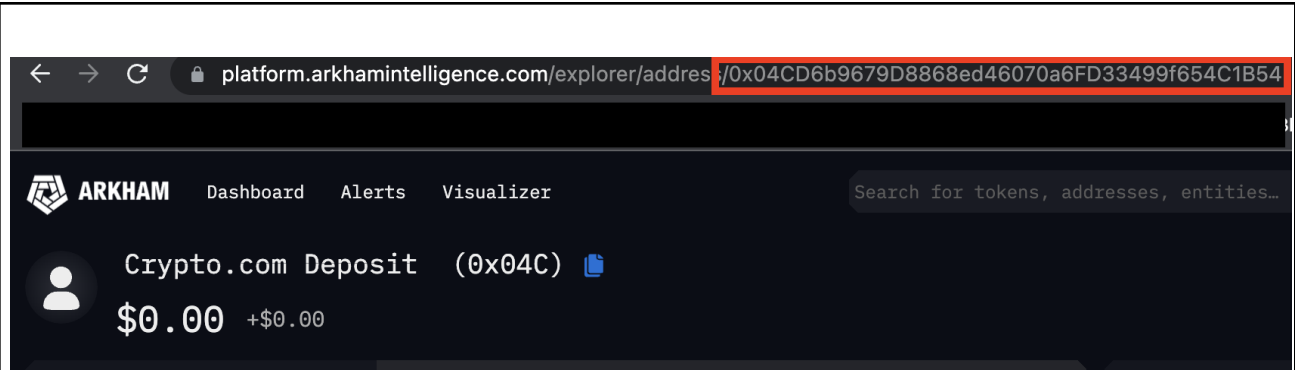 platform.arkhamintelligence.com/explorer/address/0x04CD6b9679D8868ed46070a6FD33499f654C1B54
ARKHAM Dashboard Alerts Visualizer Search for tokens, addresses, entities…
Crypto.com Deposit (0x04C)
$0.00 +$0.00